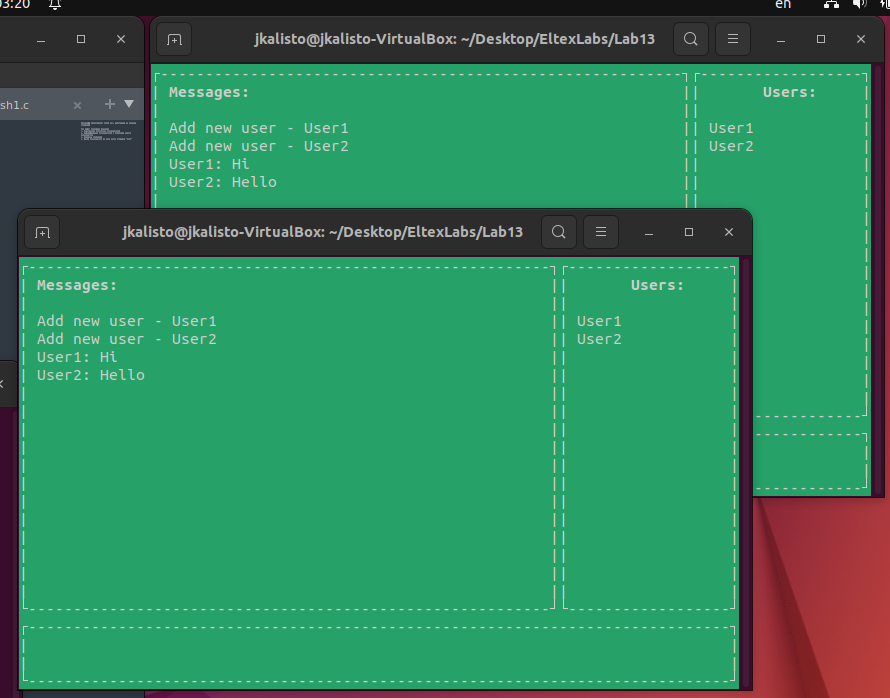 03:20
en
jkalisto@jkalisto-VirtualBox: ~/Desktop/EltexLabs/Lab13
sh1.c
Messages:
Users:
Add new user - User1
User1
Add new user - User2
User2
User1: Hi
User2: Hello
jkalisto@jkalisto-VirtualBox: ~/Desktop/EltexLabs/Lab13
Messages:
Users:
Add new user - User1
User1
Add new user - User2
User2
User1: Hi
User2: Hello